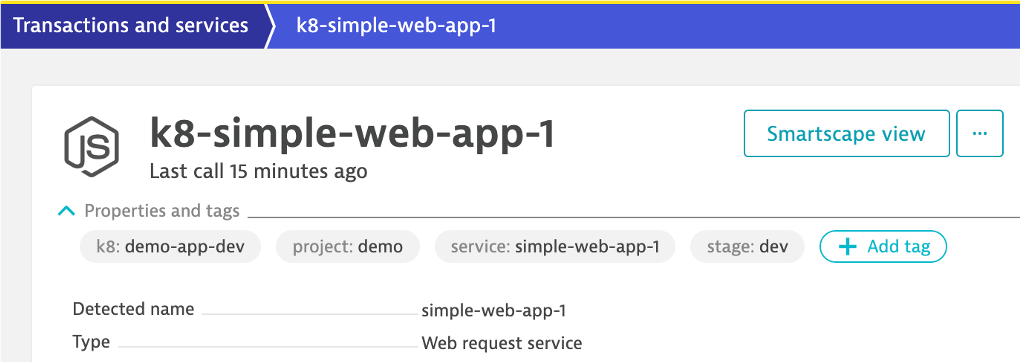 Transactions and services k8-simple-web-app-1
JS
k8-simple-web-app-1
Smartscape view ...
Last call 15 minutes ago
Properties and tags
k8: demo-app-dev project: demo service: simple-web-app-1 stage: dev + Add tag
Detected name simple-web-app-1
Type Web request service